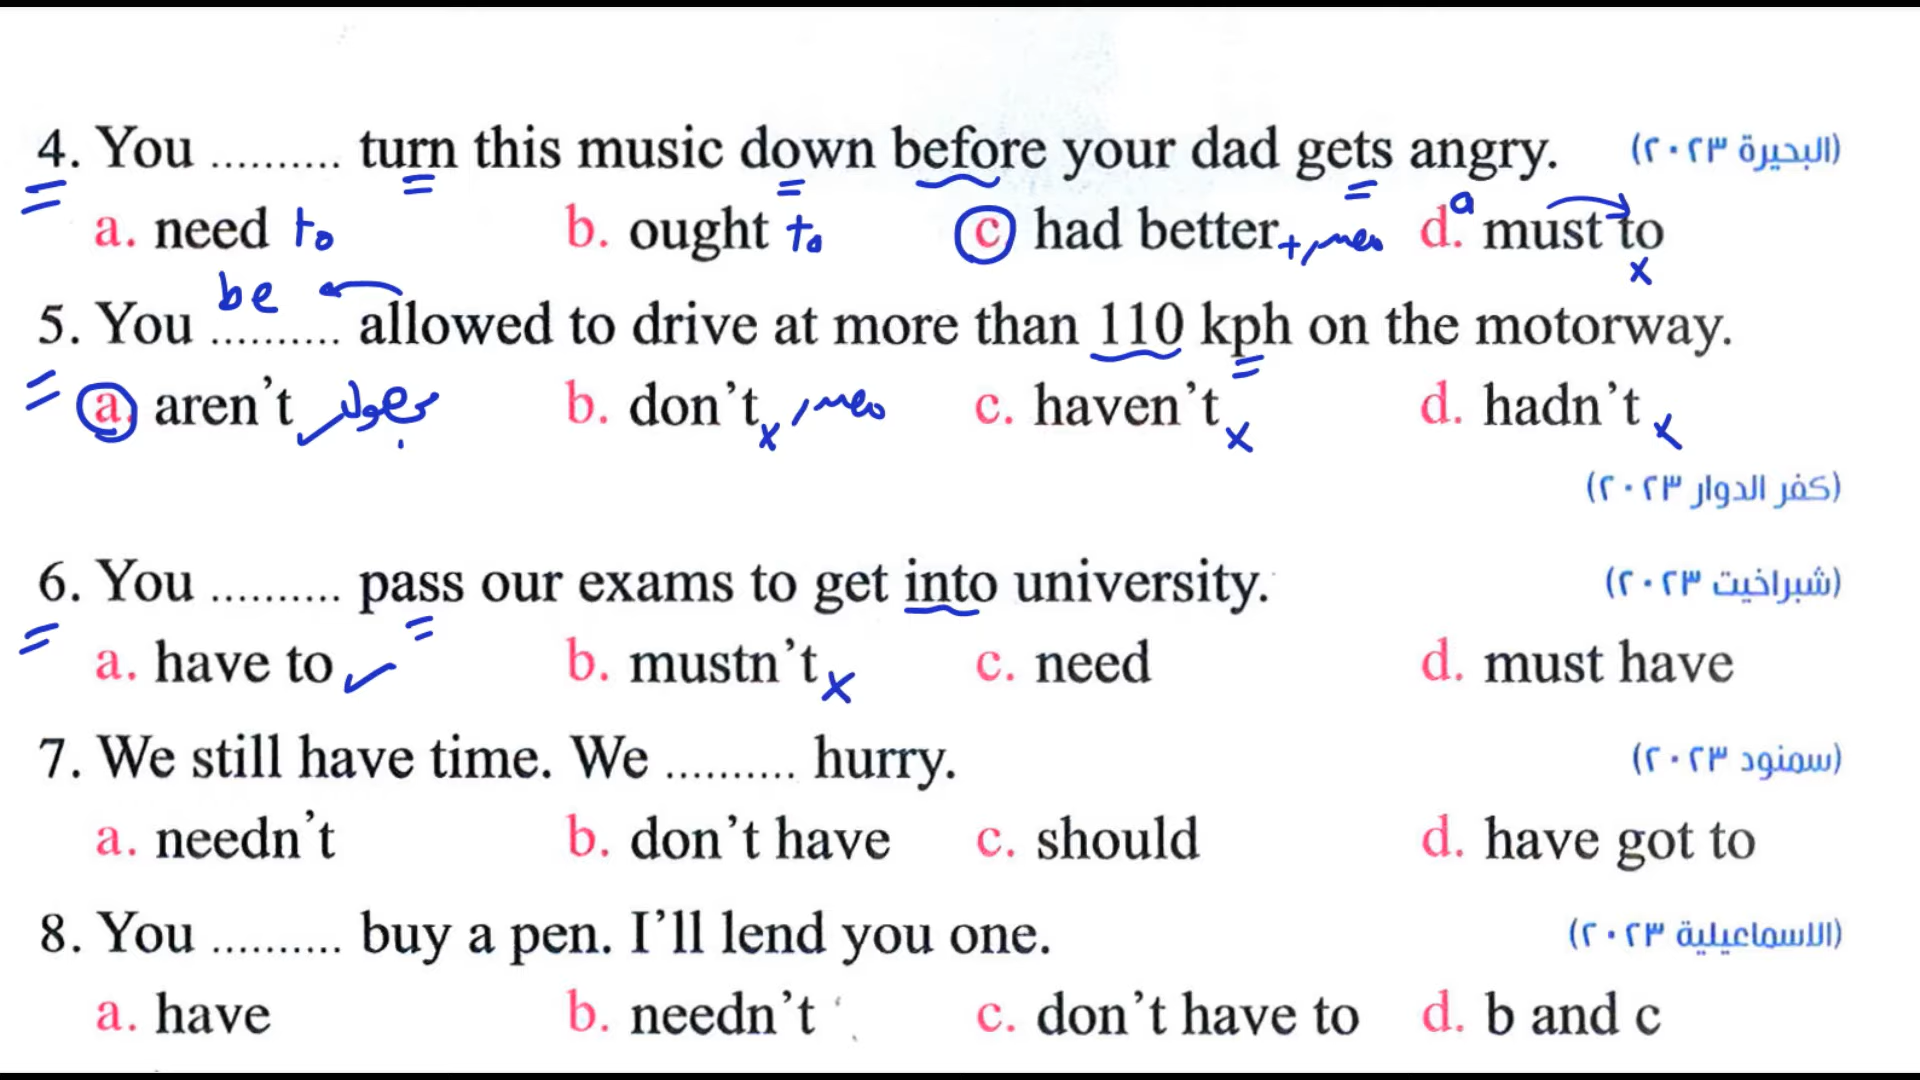 4. You .......... turn this music down before your dad gets angry. (البحيرة ٢٠٢٣)
a. need to b. ought to c. had better + مصدر d. must to x
be
5. You .......... allowed to drive at more than 110 kph on the motorway.
a. aren't مجهول b. don't x مصدر c. haven't x d. hadn't x
(كفر الدوار ٢٠٢٣)
6. You .......... pass our exams to get into university. (شبراخيت ٢٠٢٣)
a. have to b. mustn't x c. need d. must have
7. We still have time. We .......... hurry. (سمنود ٢٠٢٣)
a. needn't b. don't have c. should d. have got to
8. You .......... buy a pen. I'll lend you one. (الاسماعيلية ٢٠٢٣)
a. have b. needn't c. don't have to d. b and c